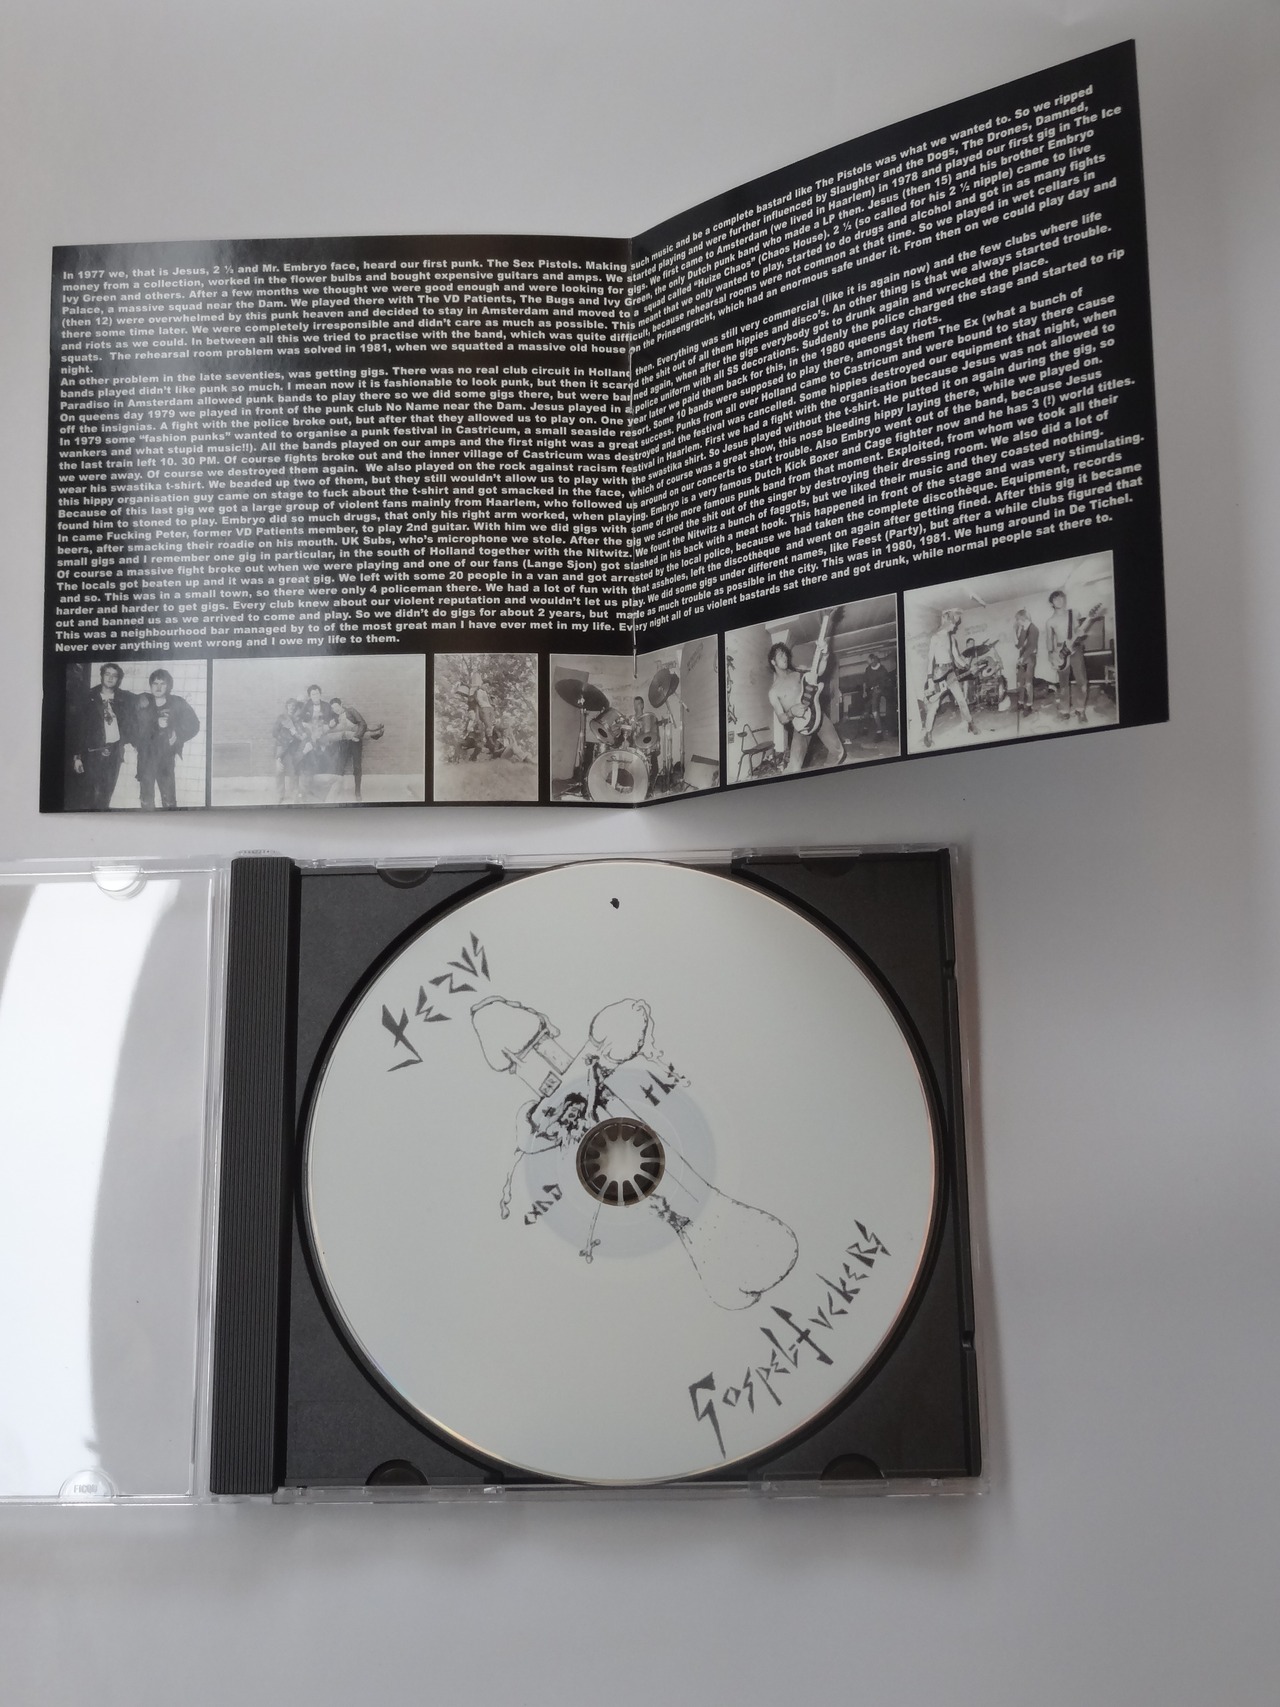 In 1977 we, that is Jesus, 2 ½ and Mr. Embryo face, heard our first punk. The Sex Pistols. Making such music and be a complete bastard like The Pistols was what we wanted to. So we ripped
money from a collection, worked in the flower bulbs and bought expensive guitars and amps. We started playing and were further influenced by Slaughter and the Dogs, The Drones, Damned,
Ivy Green and others. After a few months we thought we were good enough and were looking for gigs. We first came to Amsterdam (we lived in Haarlem) in 1978 and played our first gig in The Ice
Palace, a massive squad near the Dam. We played there with The VD Patients, The Bugs and Ivy Green, the only Dutch punk band who made a LP then. Jesus (then 15) and his brother Embryo
(then 12) were overwhelmed by this punk heaven and decided to stay in Amsterdam and moved to a squad called "Huize Chaos" (Chaos House). 2 ½ (so called for his 2 ½ nipple) came to live
there some time later. We were completely irresponsible and didn't care as much as possible. This meant that we only wanted to play, started to do drugs and alcohol and got in as many fights
and riots as we could. In between all this we tried to practise with the band, which was quite difficult, because rehearsal rooms were not common at that time. So we played in wet cellars in
squats. The rehearsal room problem was solved in 1981, when we squatted a massive old house on the Prinsengracht, which had an enormous safe under it. From then on we could play day and
night.
An other problem in the late seventies, was getting gigs. There was no real club circuit in Holland then. Everything was still very commercial (like it is again now) and the few clubs where life
bands played didn't like punk so much. I mean now it is fashionable to look punk, but then it scared the shit out of all them hippies and disco's. An other thing is that we always started trouble.
Paradiso in Amsterdam allowed punk bands to play there so we did some gigs there, but were banned again, when after the gigs everybody got to drunk again and wrecked the place.
On queens day 1979 we played in front of the punk club No Name near the Dam. Jesus played in a police uniform with all SS decorations. Suddenly the police charged the stage and started to rip
off the insignias. A fight with the police broke out, but after that they allowed us to play on. One year later we paid them back for this, in the 1980 queens day riots.
In 1979 some "fashion punks" wanted to organise a punk festival in Castricum, a small seaside resort. Some 10 bands were supposed to play there, amongst them The Ex (what a bunch of
wankers and what stupid music!!). All the bands played on our amps and the first night was a great success. Punks from all over Holland came to Castricum and were bound to stay there cause
the last train left 10. 30 PM. Of course fights broke out and the inner village of Castricum was destroyed and the festival was cancelled. Some hippies destroyed our equipment that night, when
we were away. Of course we destroyed them again. We also played on the rock against racism festival in Haarlem. First we had a fight with the organisation because Jesus was not allowed to
wear his swastika t-shirt. We beaded up two of them, but they still wouldn't allow us to play with the swastika shirt. So Jesus played without the t-shirt. He putted it on again during the gig, so
this hippy organisation guy came on stage to fuck about the t-shirt and got smacked in the face, which of course was a great show, this nose bleeding hippy laying there, while we played on.
Because of this last gig we got a large group of violent fans mainly from Haarlem, who followed us around on our concerts to start trouble. Also Embryo went out of the band, because Jesus
found him to stoned to play. Embryo did so much drugs, that only his right arm worked, when playing. Embryo is a very famous Dutch Kick Boxer and Cage fighter now and he has 3 (!) world titles.
In came Fucking Peter, former VD Patients member, to play 2nd guitar. With him we did gigs with some of the more famous punk band from that moment. Exploited, from whom we took all their
beers, after smacking their roadie on his mouth. UK Subs, who's microphone we stole. After the gig we scared the shit out of the singer by destroying their dressing room. We also did a lot of
small gigs and I remember one gig in particular, in the south of Holland together with the Nitwitz. We fount the Nitwitz a bunch of faggots, but we liked their music and they coasted nothing.
Of course a massive fight broke out when we were playing and one of our fans (Lange Sjon) got slashed in his back with a meat hook. This happened in front of the stage and was very stimulating.
The locals got beaten up and it was a great gig. We left with some 20 people in a van and got arrested by the local police, because we had taken the complete discothèque. Equipment, records
and so. This was in a small town, so there were only 4 policeman there. We had a lot of fun with that assholes, left the discothèque and went on again after getting fined. After this gig it became
harder and harder to get gigs. Every club knew about our violent reputation and wouldn't let us play. We did some gigs under different names, like Feest (Party), but after a while clubs figured that
out and banned us as we arrived to come and play. So we didn't do gigs for about 2 years, but made as much trouble as possible in the city. This was in 1980, 1981. We hung around in De Tichel.
This was a neighbourhood bar managed by to of the most great man I have ever met in my life. Every night all of us violent bastards sat there and got drunk, while normal people sat there to.
Never ever anything went wrong and I owe my life to them.
JEZUS
and
the
GOSPEL-FUCKERS